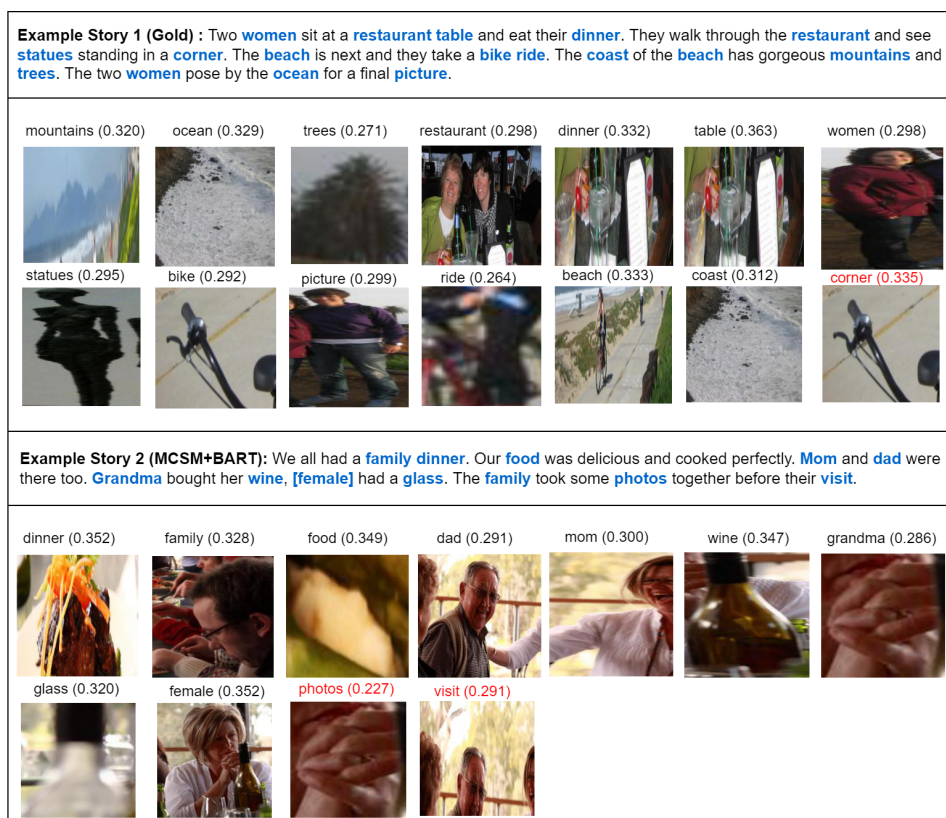 Example Story 1 (Gold) : Two women sit at a restaurant table and eat their dinner. They walk through the restaurant and see
statues standing in a corner. The beach is next and they take a bike ride. The coast of the beach has gorgeous mountains and
trees. The two women pose by the ocean for a final picture.
mountains (0.320) ocean (0.329) trees (0.271) restaurant (0.298) dinner (0.332) table (0.363) women (0.298)
statues (0.295) bike (0.292) picture (0.299) ride (0.264) beach (0.333) coast (0.312) corner (0.335)
Example Story 2 (MCSM+BART): We all had a family dinner. Our food was delicious and cooked perfectly. Mom and dad were
there too. Grandma bought her wine, [female] had a glass. The family took some photos together before their visit.
dinner (0.352) family (0.328) food (0.349) dad (0.291) mom (0.300) wine (0.347) grandma (0.286)
glass (0.320) female (0.352) photos (0.227) visit (0.291)